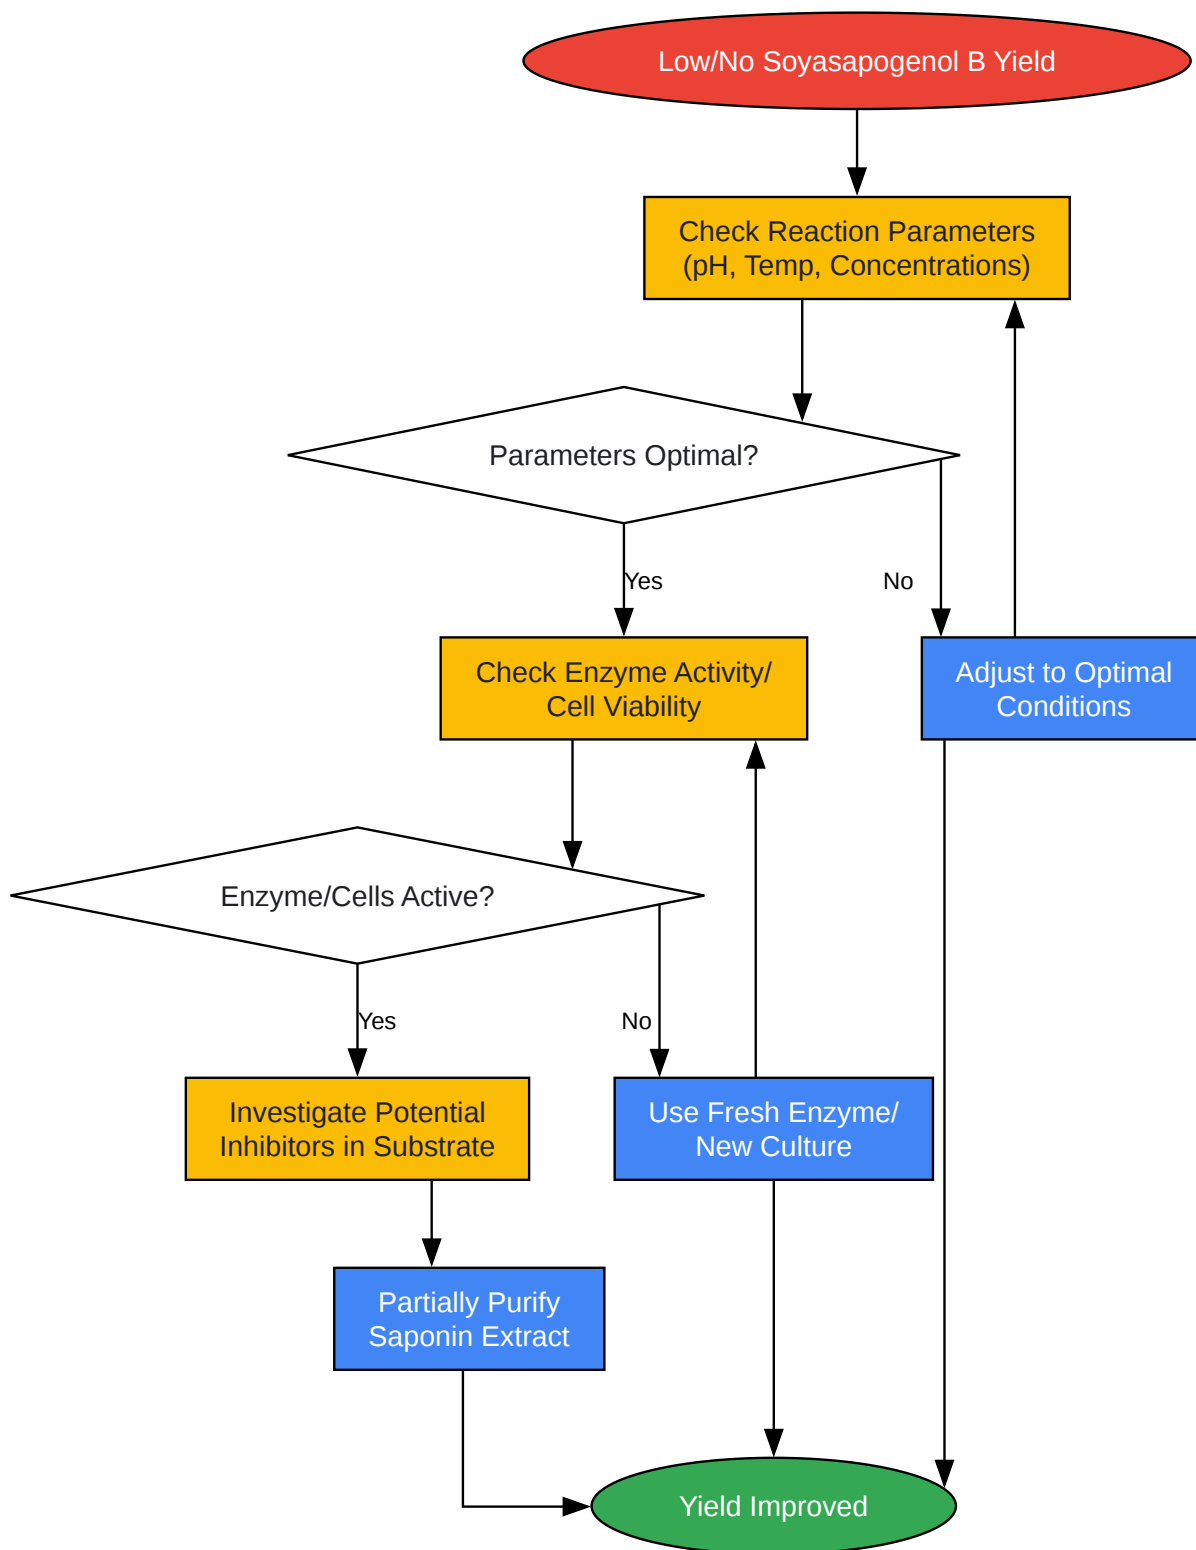 Low/No Soyasapogenol B Yield
Check Reaction Parameters
(pH, Temp, Concentrations)
Parameters Optimal?
Yes
No
Check Enzyme Activity/
Cell Viability
Adjust to Optimal
Conditions
Enzyme/Cells Active?
Yes
No
Investigate Potential
Inhibitors in Substrate
Use Fresh Enzyme/
New Culture
Partially Purify
Saponin Extract
Yield Improved